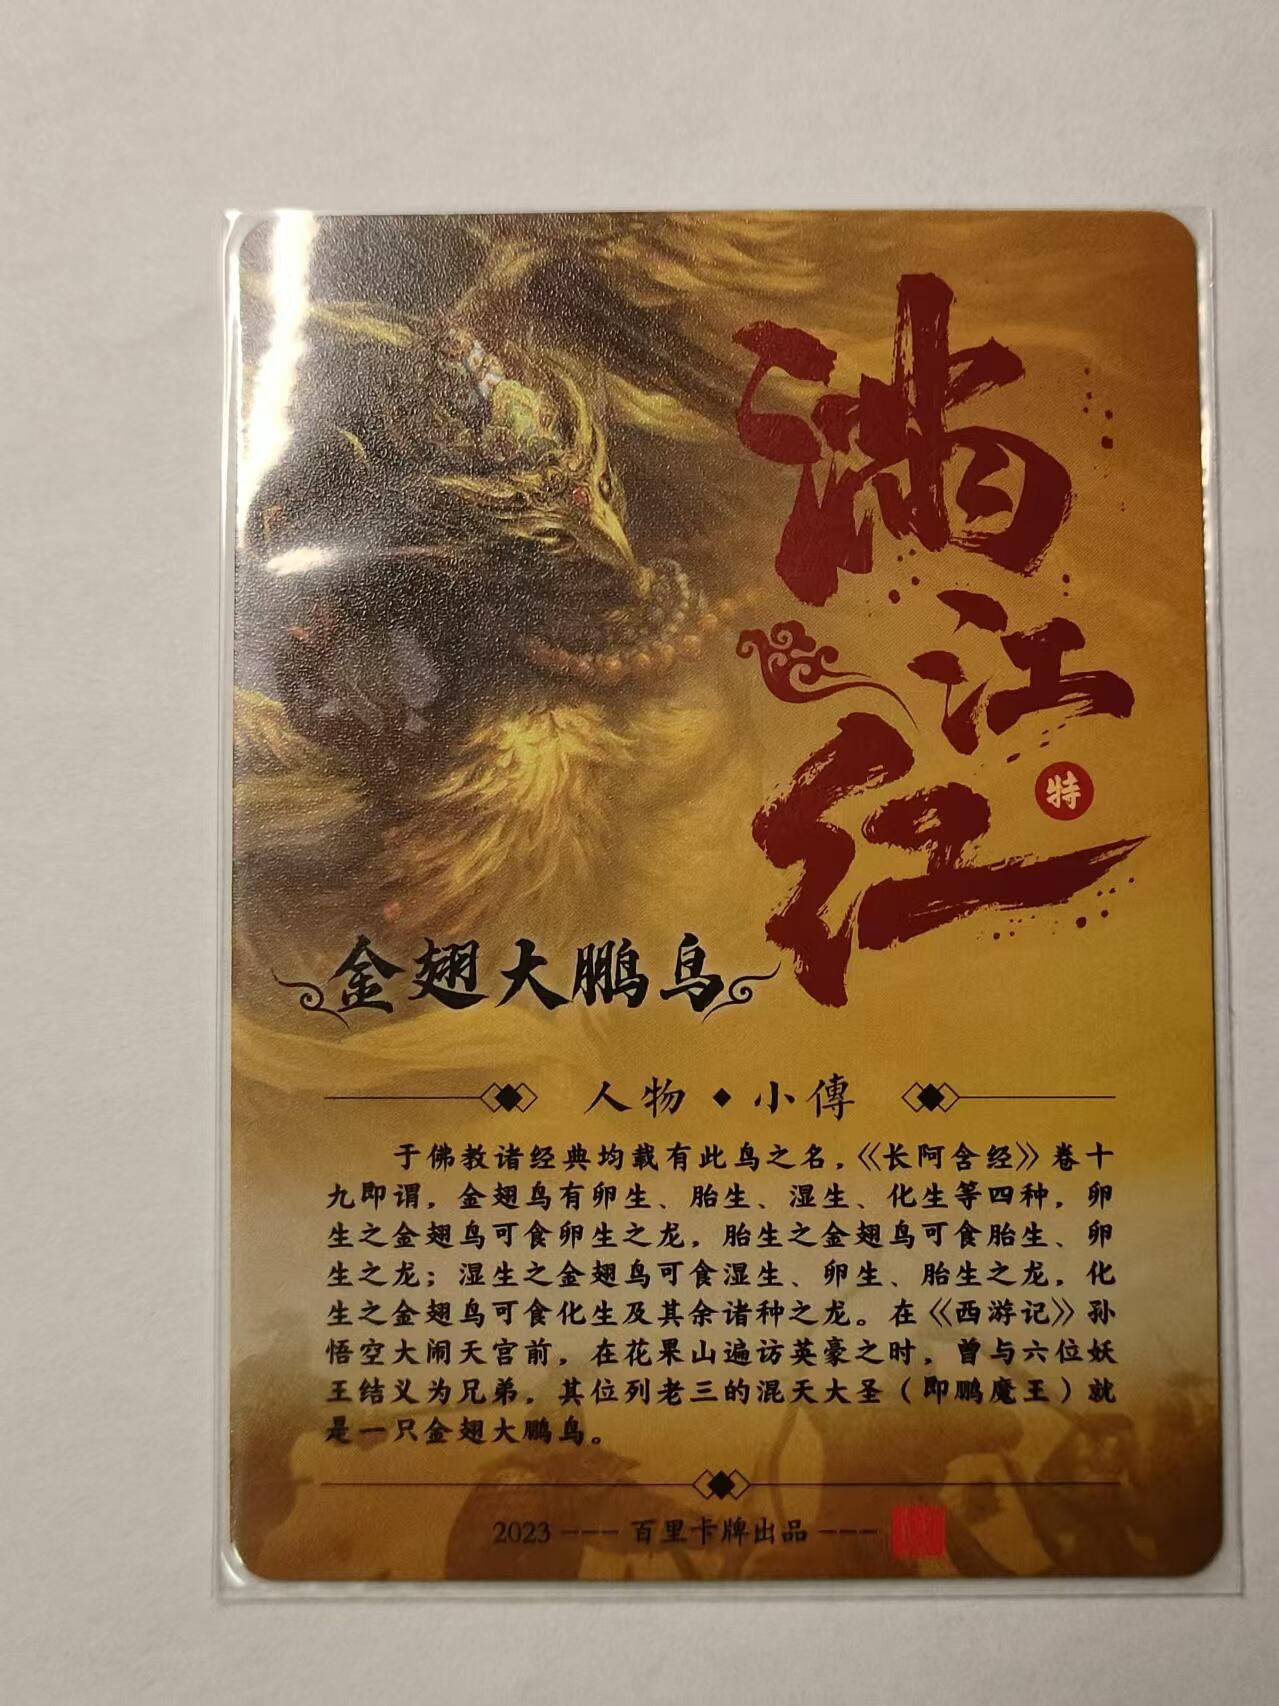 满江红
特
金翅大鹏鸟
人物·小傳
于佛教诸经典均载有此鸟之名，《长阿含经》卷十
九即谓，金翅鸟有卵生、胎生、湿生、化生等四种，卵
生之金翅鸟可食卵生之龙，胎生之金翅鸟可食胎生、卵
生之龙；湿生之金翅鸟可食湿生、卵生、胎生之龙，化
生之金翅鸟可食化生及其余诸种之龙。在《西游记》孙
悟空大闹天宫前，在花果山遍访英豪之时，曾与六位妖
王结义为兄弟，其位列老三的混天大圣（即鹏魔王）就
是一只金翅大鹏鸟。
2023 --- 百里卡牌出品 ---